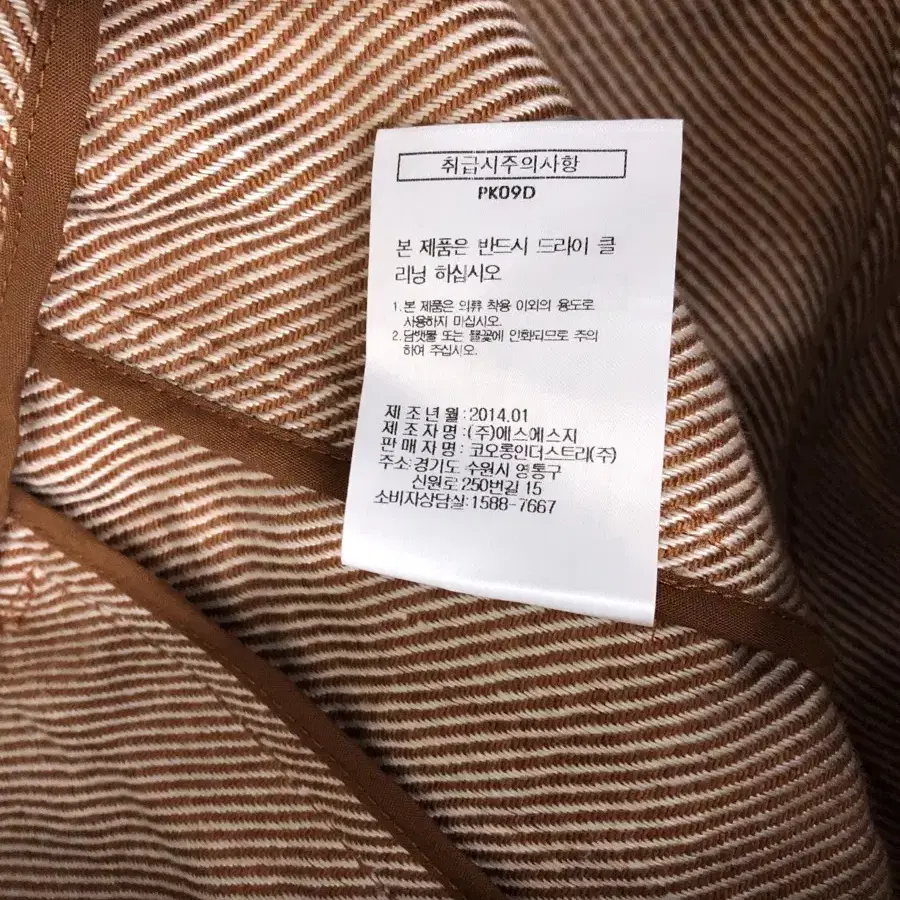 취급시주의사항
PK09D
본 제품은 반드시 드라이 클
리닝 하십시오
1. 본 제품은 의류 착용 이외의 용도로
사용하지 마십시오.
2. 담뱃불 또는 불꽃에 인화되므로 주의
하여 주십시오.
제조년월:2014.01
제조자명:(주)에스에스지
판매자명:코오롱인더스트리(주)
주소:경기도 수원시 영통구
신원로250번길 15
소비자상담실:1588-7667